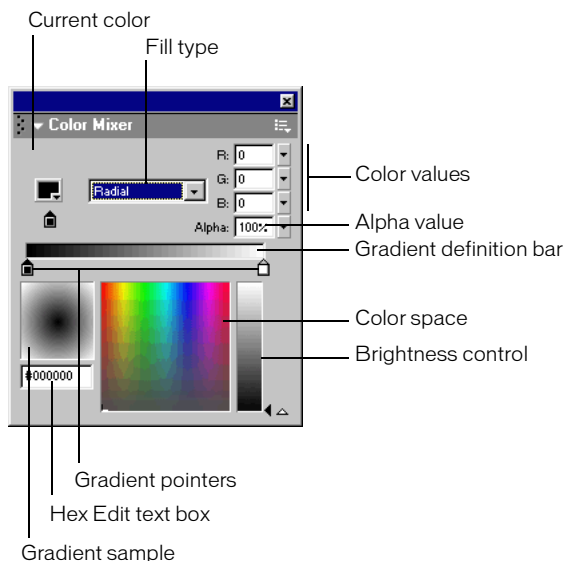 Current color
Fill type
Color Mixer
R: 0
G: 0
B: 0
Radial
Alpha: 100%
Color values
Alpha value
Gradient definition bar
Color space
Brightness control
#000000
Gradient pointers
Hex Edit text box
Gradient sample